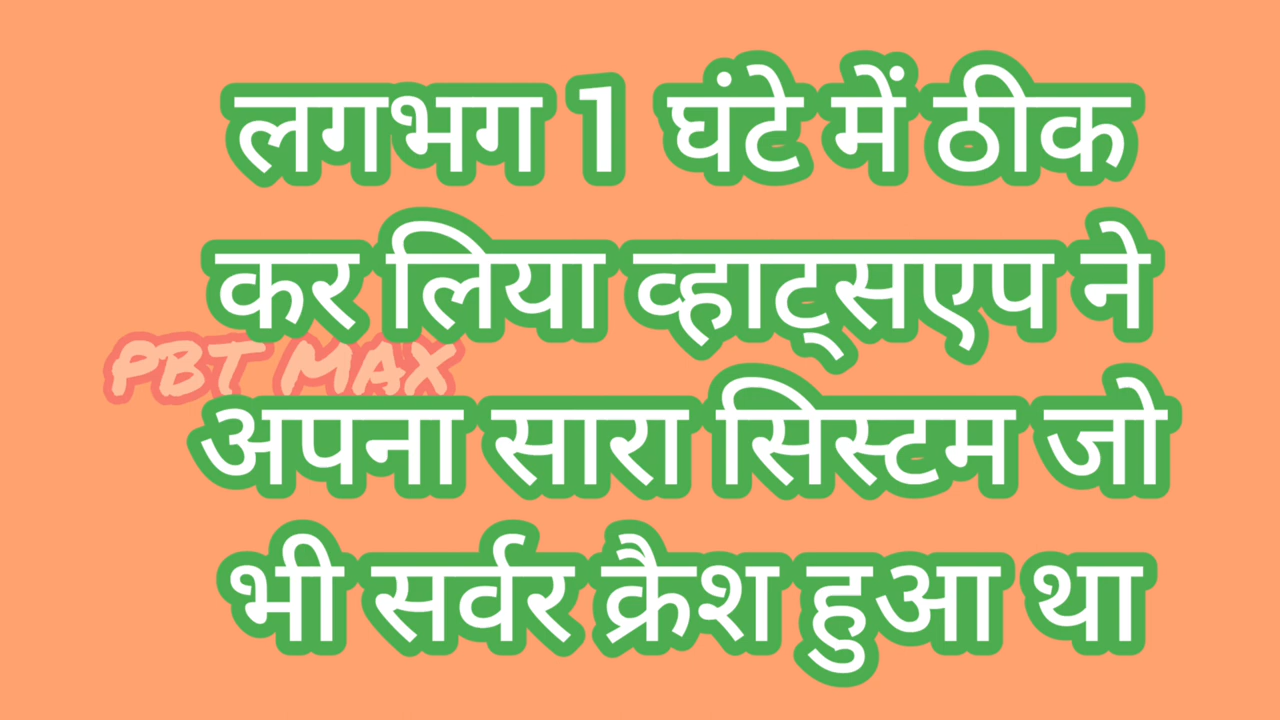 लगभग 1 घंटे में ठीक
कर लिया व्हाट्सएप ने
PBT MAX
अपना सारा सिस्टम जो
भी सर्वर क्रैश हुआ था